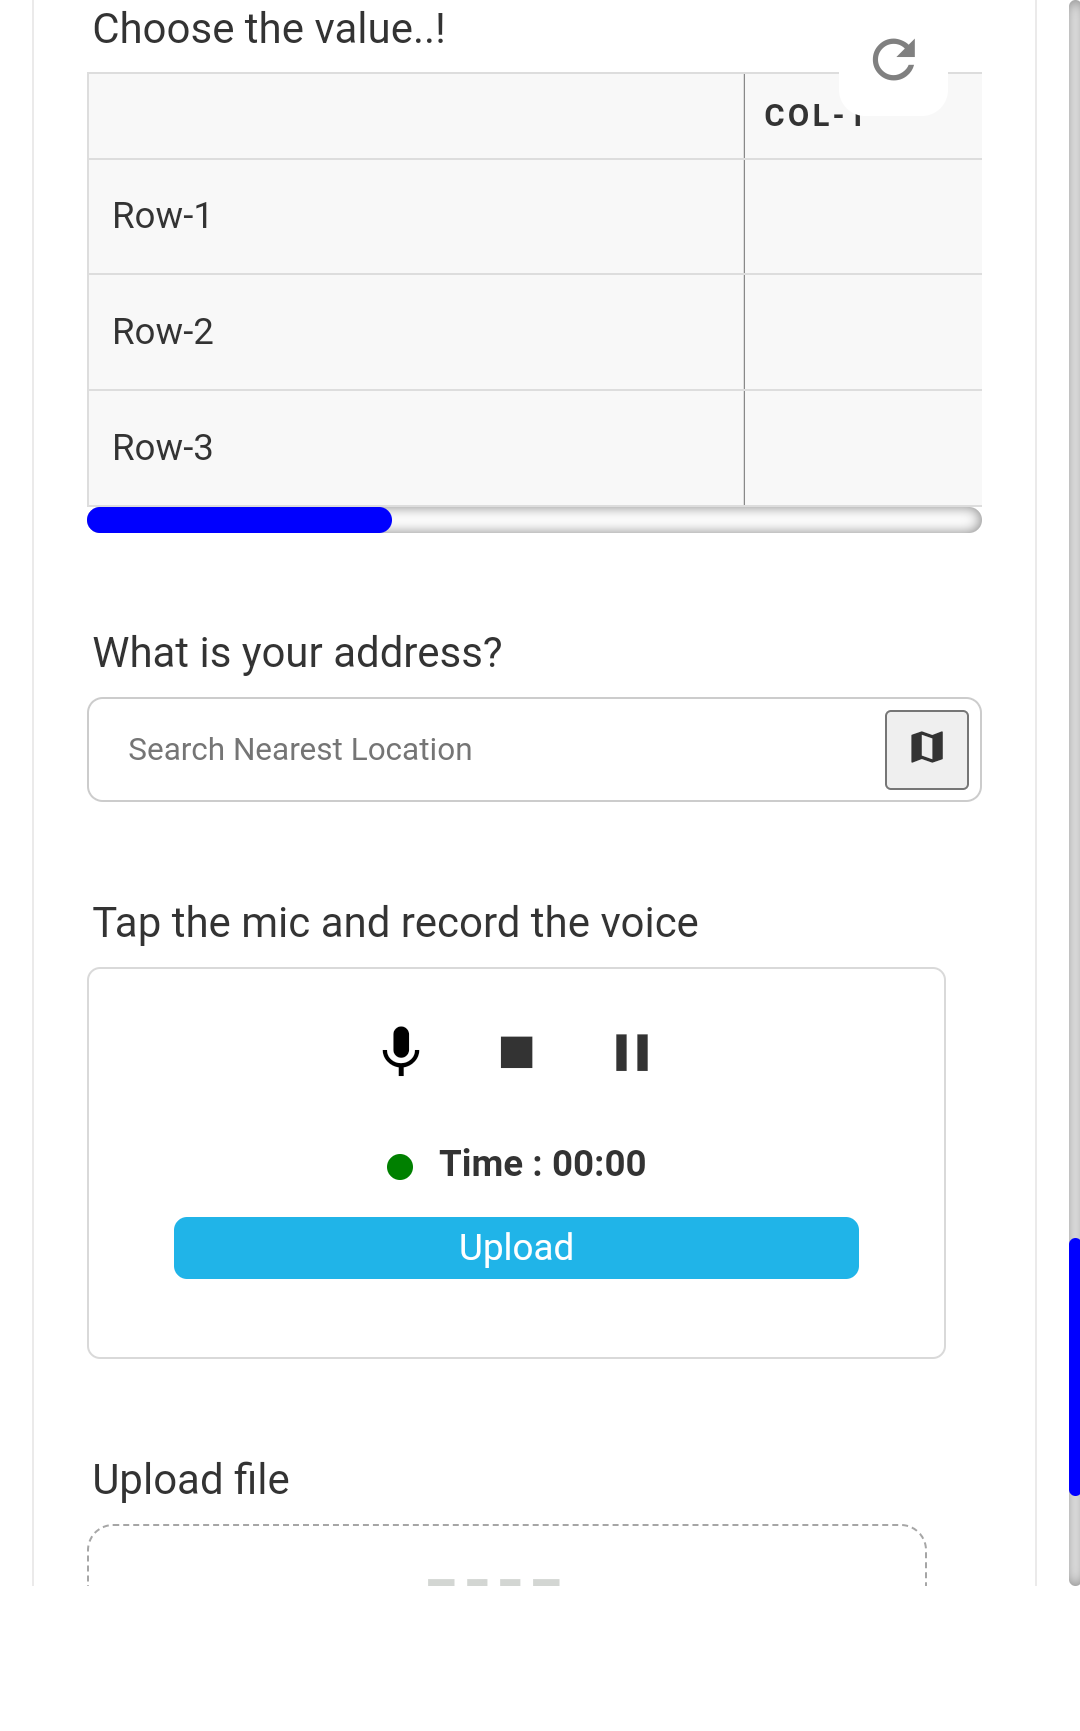 Choose the value..!
COL-1
Row-1
Row-2
Row-3
What is your address?
Search Nearest Location
Tap the mic and record the voice
Time : 00:00
Upload
Upload file